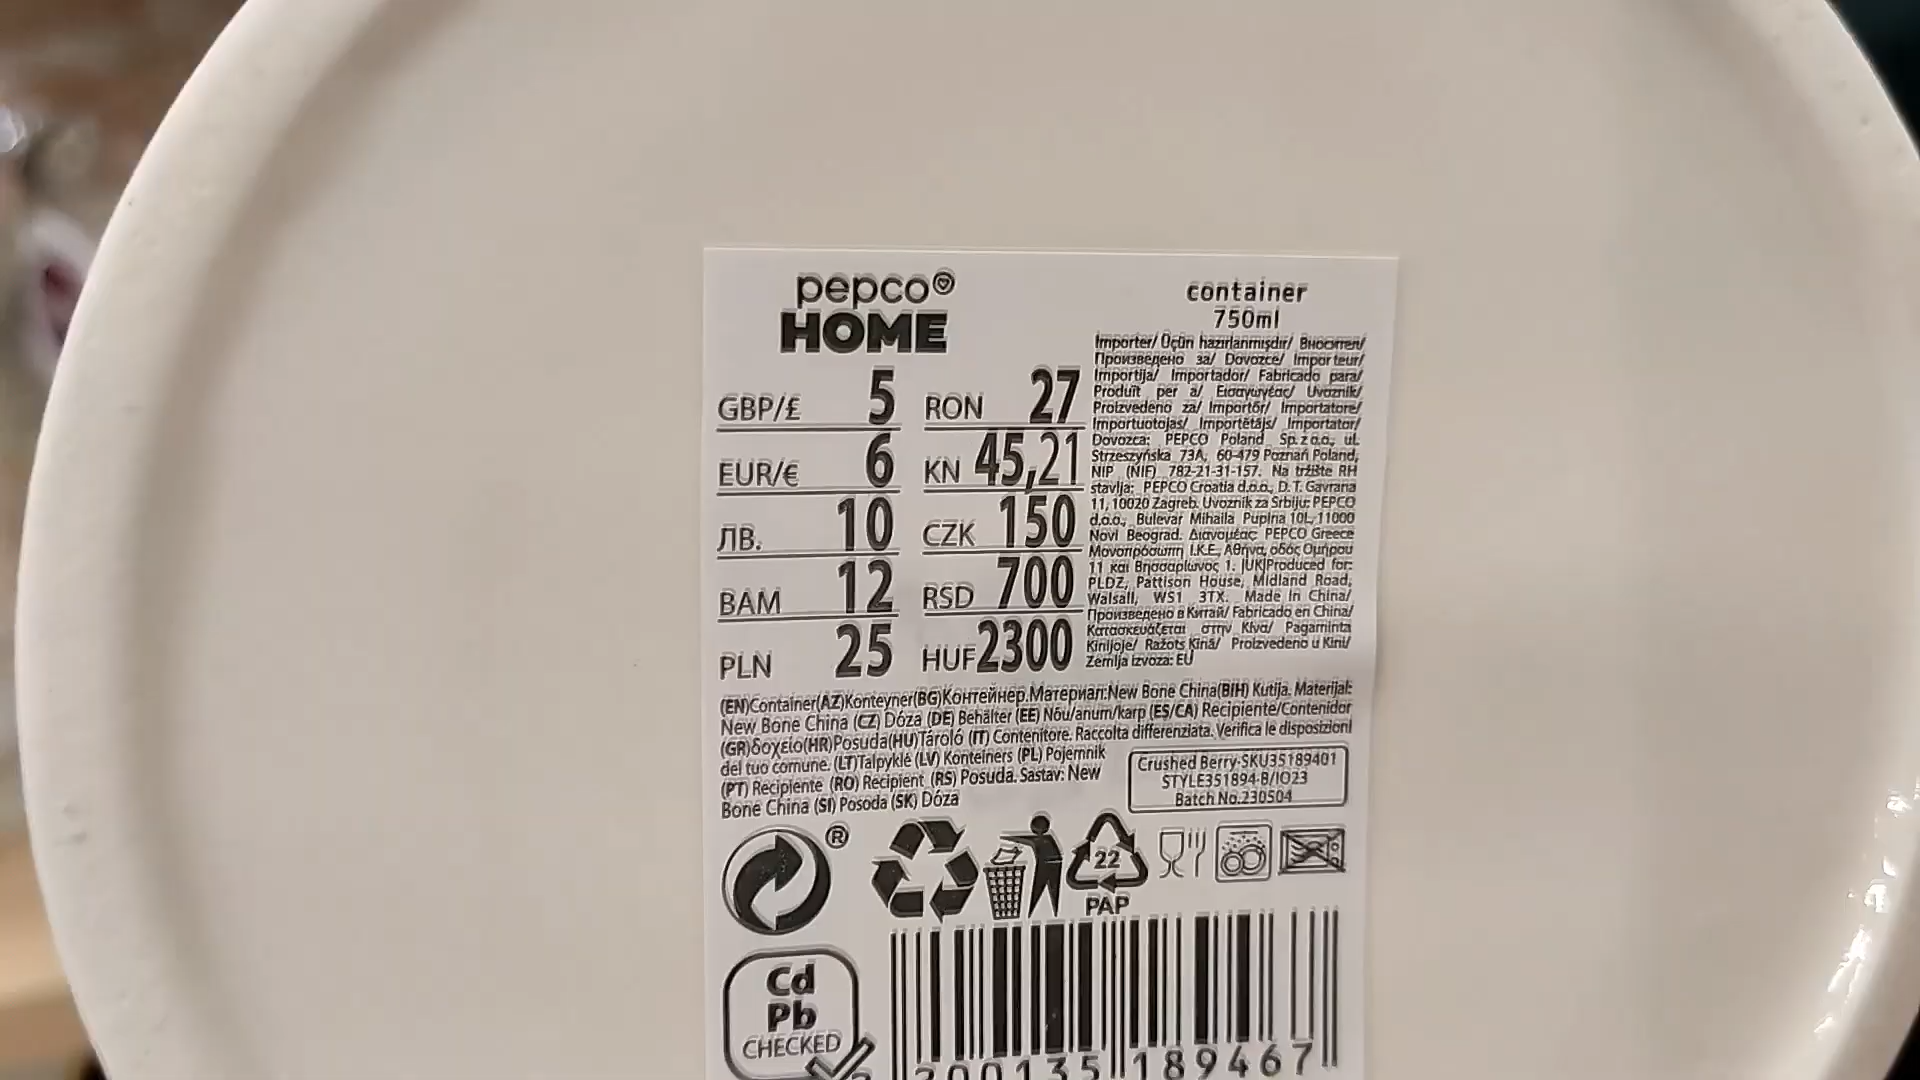 pepco
HOME
container
750ml
GBP/£ 5
EUR/€ 6
ЛВ. 10
BAM 12
PLN 25
RON 27
KN 45,21
CZK 150
RSD 700
HUF 2300
Importer/ Üçün hazırlanmışdır/ Вносител/
Произведено за/ Dovozce/ Importeur/
Importija/ Importador/ Fabricado para/
Produït per a/ Εισαγωγέας/ Uvoznik/
Proizvedeno za/ Importőr/ Importatore/
Importuotojas/ Importētājs/ Importator/
Dovozca: PEPCO Poland Sp. z o.o., ul.
Strzeszyńska 73A, 60-479 Poznań Poland,
NIP (NIF) 782-21-31-157. Na tržište RH
stavlja: PEPCO Croatia d.o.o., D. T. Gavrana
11, 10020 Zagreb. Uvoznik za Srbiju: PEPCO
d.o.o., Bulevar Mihaila Pupina 10L, 11000
Novi Beograd. Διανομέας: PEPCO Greece
Μονοπρόσωπη Ι.Κ.Ε., Αθήνα, οδός Ομήρου
11 και Βησσαρίωνος 1. |UK|Produced for:
PLDZ, Pattison House, Midland Road,
Walsall, WS1 3TX. Made in China/
Произведено в Китай/ Fabricado en China/
Κατασκευάζεται στην Κίνα/ Pagaminta
Kinijoje/ Ražots Ķīnā/ Proizvedeno u Kini/
Zemlja izvoza: EU
(EN)Container(AZ)Konteyner(BG)Контейнер.Материал:New Bone China(BIH) Kutija. Materijal:
New Bone China (CZ) Dóza (DE) Behälter (EE) Nõu/anum/karp (ES/CA) Recipiente/Contenidor
(GR)δοχείο(HR)Posuda(HU)Tároló (IT) Contenitore. Raccolta differenziata. Verifica le disposizioni
del tuo comune. (LT)Talpyklė (LV) Konteiners (PL) Pojemnik
(PT) Recipiente (RO) Recipient (RS) Posuda. Sastav: New
Bone China (SI) Posoda (SK) Dóza
Crushed Berry-SKU35189401
STYLE351894-B/IO23
Batch No.230504
22
PAP
Cd
Pb
CHECKED
200135 189467